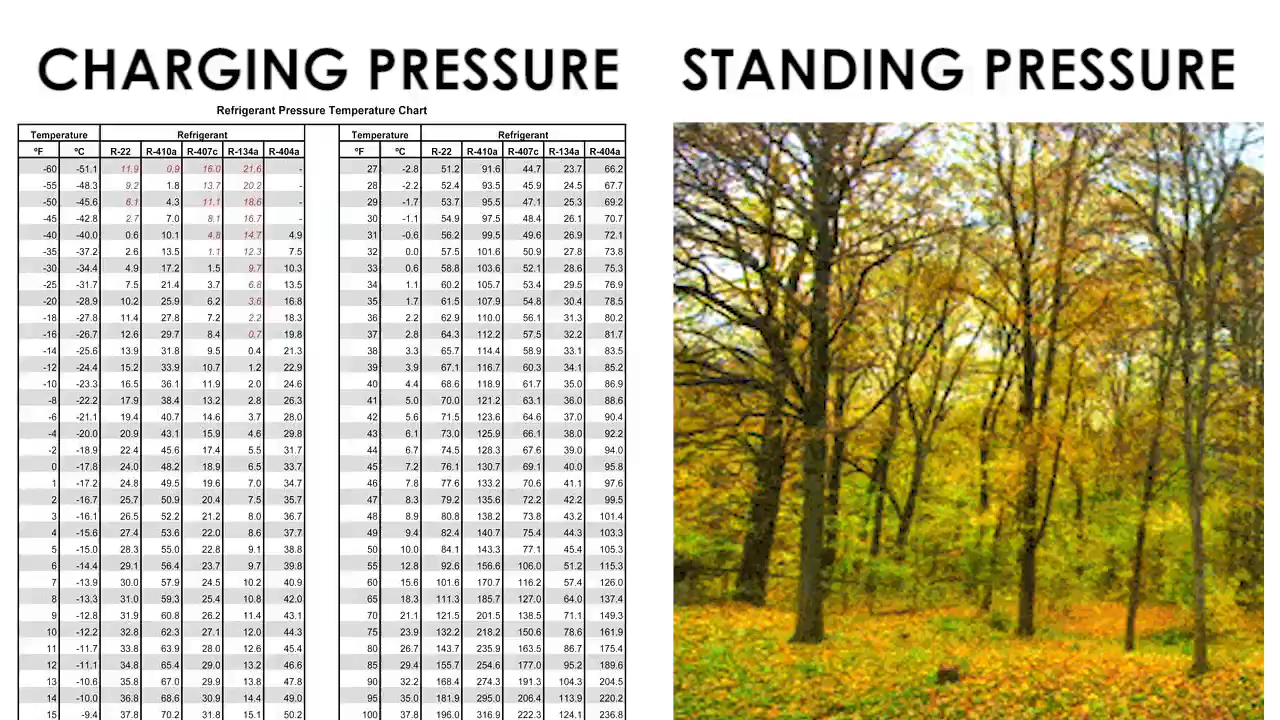 CHARGING PRESSURE STANDING PRESSURE
Refrigerant Pressure Temperature Chart
Temperature Refrigerant Temperature Refrigerant
ºF ºC R-22 R-410a R-407c R-134a R-404a ºF ºC R-22 R-410a R-407c R-134a R-404a
-60 -51.1 11.9 0.9 16.0 21.6 - 27 -2.8 51.2 91.6 44.7 23.7 66.2
-55 -48.3 9.2 1.8 13.7 20.2 - 28 -2.2 52.4 93.5 45.9 24.5 67.7
-50 -45.6 6.1 4.3 11.1 18.6 - 29 -1.7 53.7 95.5 47.1 25.3 69.2
-45 -42.8 2.7 7.0 8.1 16.7 - 30 -1.1 54.9 97.5 48.4 26.1 70.7
-40 -40.0 0.6 10.1 4.8 14.7 4.9 31 -0.6 56.2 99.5 49.6 26.9 72.1
-35 -37.2 2.6 13.5 1.1 12.3 7.5 32 0.0 57.5 101.6 50.9 27.8 73.8
-30 -34.4 4.9 17.2 1.5 9.7 10.3 33 0.6 58.8 103.6 52.1 28.6 75.3
-25 -31.7 7.5 21.4 3.7 6.8 13.5 34 1.1 60.2 105.7 53.4 29.5 76.9
-20 -28.9 10.2 25.9 6.2 3.6 16.8 35 1.7 61.5 107.9 54.8 30.4 78.5
-18 -27.8 11.4 27.8 7.2 2.2 18.3 36 2.2 62.9 110.0 56.1 31.3 80.2
-16 -26.7 12.6 29.7 8.4 0.7 19.8 37 2.8 64.3 112.2 57.5 32.2 81.7
-14 -25.6 13.9 31.8 9.5 0.4 21.3 38 3.3 65.7 114.4 58.9 33.1 83.5
-12 -24.4 15.2 33.9 10.7 1.2 22.9 39 3.9 67.1 116.7 60.3 34.1 85.2
-10 -23.3 16.5 36.1 11.9 2.0 24.6 40 4.4 68.6 118.9 61.7 35.0 86.9
-8 -22.2 17.9 38.4 13.2 2.8 26.3 41 5.0 70.0 121.2 63.1 36.0 88.6
-6 -21.1 19.4 40.7 14.6 3.7 28.0 42 5.6 71.5 123.6 64.6 37.0 90.4
-4 -20.0 20.9 43.1 15.9 4.6 29.8 43 6.1 73.0 125.9 66.1 38.0 92.2
-2 -18.9 22.4 45.6 17.4 5.5 31.7 44 6.7 74.5 128.3 67.6 39.0 94.0
0 -17.8 24.0 48.2 18.9 6.5 33.7 45 7.2 76.1 130.7 69.1 40.0 95.8
1 -17.2 24.8 49.5 19.6 7.0 34.7 46 7.8 77.6 133.2 70.6 41.1 97.6
2 -16.7 25.7 50.9 20.4 7.5 35.7 47 8.3 79.2 135.6 72.2 42.2 99.5
3 -16.1 26.5 52.2 21.2 8.0 36.7 48 8.9 80.8 138.2 73.8 43.2 101.4
4 -15.6 27.4 53.6 22.0 8.6 37.7 49 9.4 82.4 140.7 75.4 44.3 103.3
5 -15.0 28.3 55.0 22.8 9.1 38.8 50 10.0 84.1 143.3 77.1 45.4 105.3
6 -14.4 29.1 56.4 23.7 9.7 39.8 55 12.8 92.6 156.6 106.0 51.2 115.3
7 -13.9 30.0 57.9 24.5 10.2 40.9 60 15.6 101.6 170.7 116.2 57.4 126.0
8 -13.3 31.0 59.3 25.4 10.8 42.0 65 18.3 111.3 185.7 127.0 64.0 137.4
9 -12.8 31.9 60.8 26.2 11.4 43.1 70 21.1 121.5 201.5 138.5 71.1 149.3
10 -12.2 32.8 62.3 27.1 12.0 44.3 75 23.9 132.2 218.2 150.6 78.6 161.9
11 -11.7 33.8 63.9 28.0 12.6 45.4 80 26.7 143.7 235.9 163.5 86.7 175.4
12 -11.1 34.8 65.4 29.0 13.2 46.6 85 29.4 155.7 254.6 177.0 95.2 189.6
13 -10.6 35.8 67.0 29.9 13.8 47.8 90 32.2 168.4 274.3 191.3 104.3 204.5
14 -10.0 36.8 68.6 30.9 14.4 49.0 95 35.0 181.9 295.0 206.4 113.9 220.2
15 -9.4 37.8 70.2 31.8 15.1 50.2 100 37.8 196.0 316.9 222.3 124.1 236.8